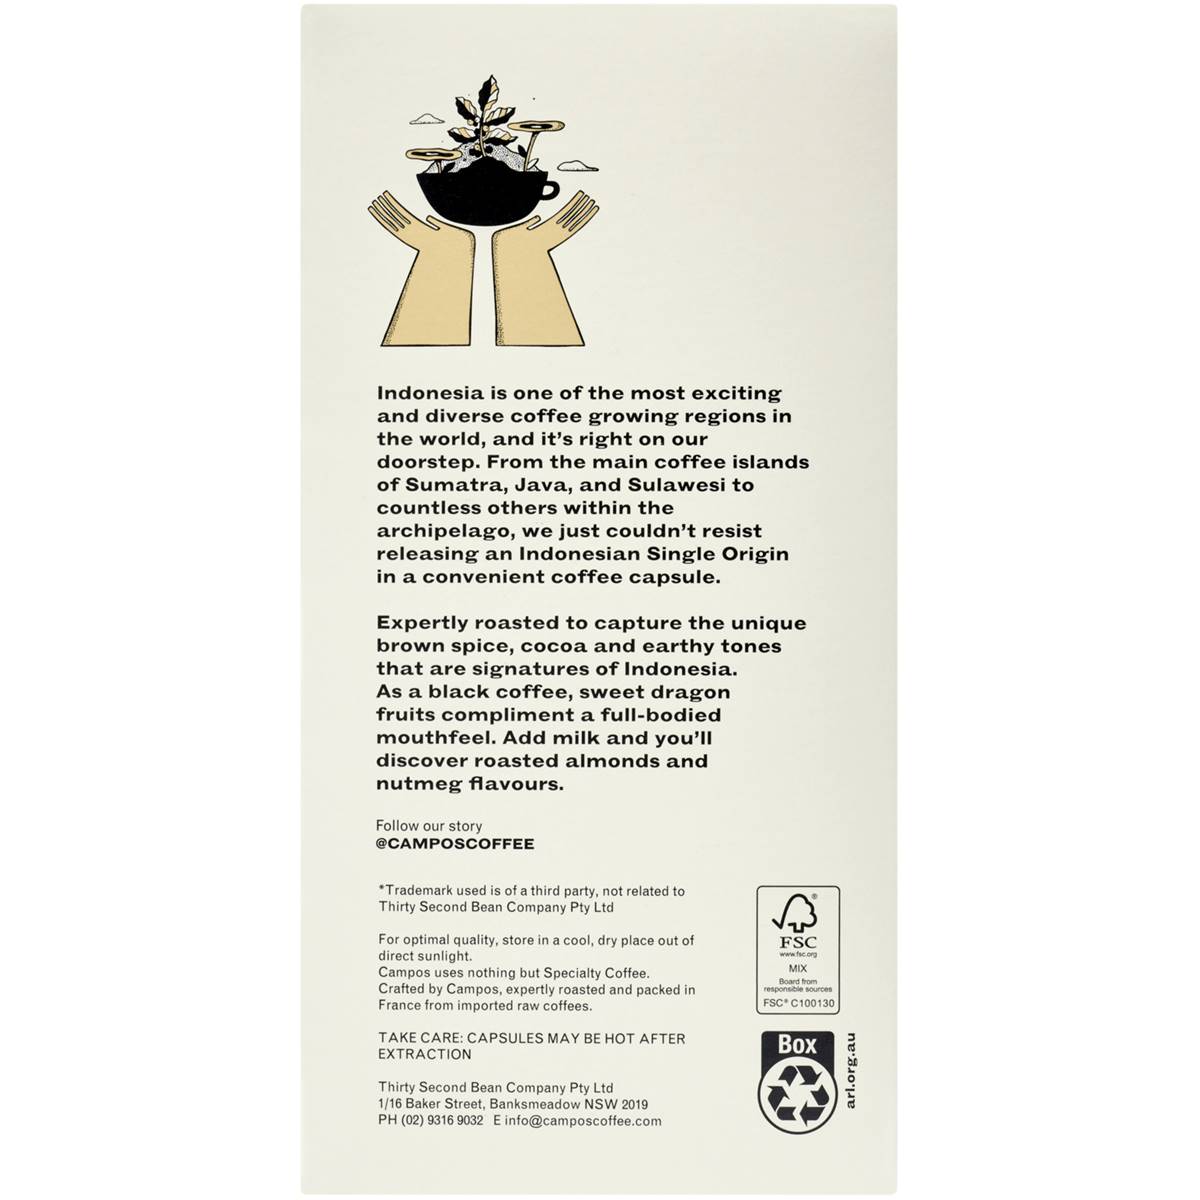 Indonesia is one of the most exciting
and diverse coffee growing regions in
the world, and it's right on our
doorstep. From the main coffee islands
of Sumatra, Java, and Sulawesi to
countless others within the
archipelago, we just couldn't resist
releasing an Indonesian Single Origin
in a convenient coffee capsule.
Expertly roasted to capture the unique
brown spice, cocoa and earthy tones
that are signatures of Indonesia.
As a black coffee, sweet dragon
fruits compliment a full-bodied
mouthfeel. Add milk and you'll
discover roasted almonds and
nutmeg flavours.
Follow our story
@CAMPOSCOFFEE
*Trademark used is of a third party, not related to
Thirty Second Bean Company Pty Ltd
For optimal quality, store in a cool, dry place out of
direct sunlight.
Campos uses nothing but Specialty Coffee.
Crafted by Campos, expertly roasted and packed in
France from imported raw coffees.
TAKE CARE: CAPSULES MAY BE HOT AFTER
EXTRACTION
Thirty Second Bean Company Pty Ltd
1/16 Baker Street, Banksmeadow NSW 2019
PH (02) 9316 9032 E info@camposcoffee.com
®
FSC
www.fsc.org
MIX
Board from
responsible sources
FSC® C100130
Box
arl.org.au